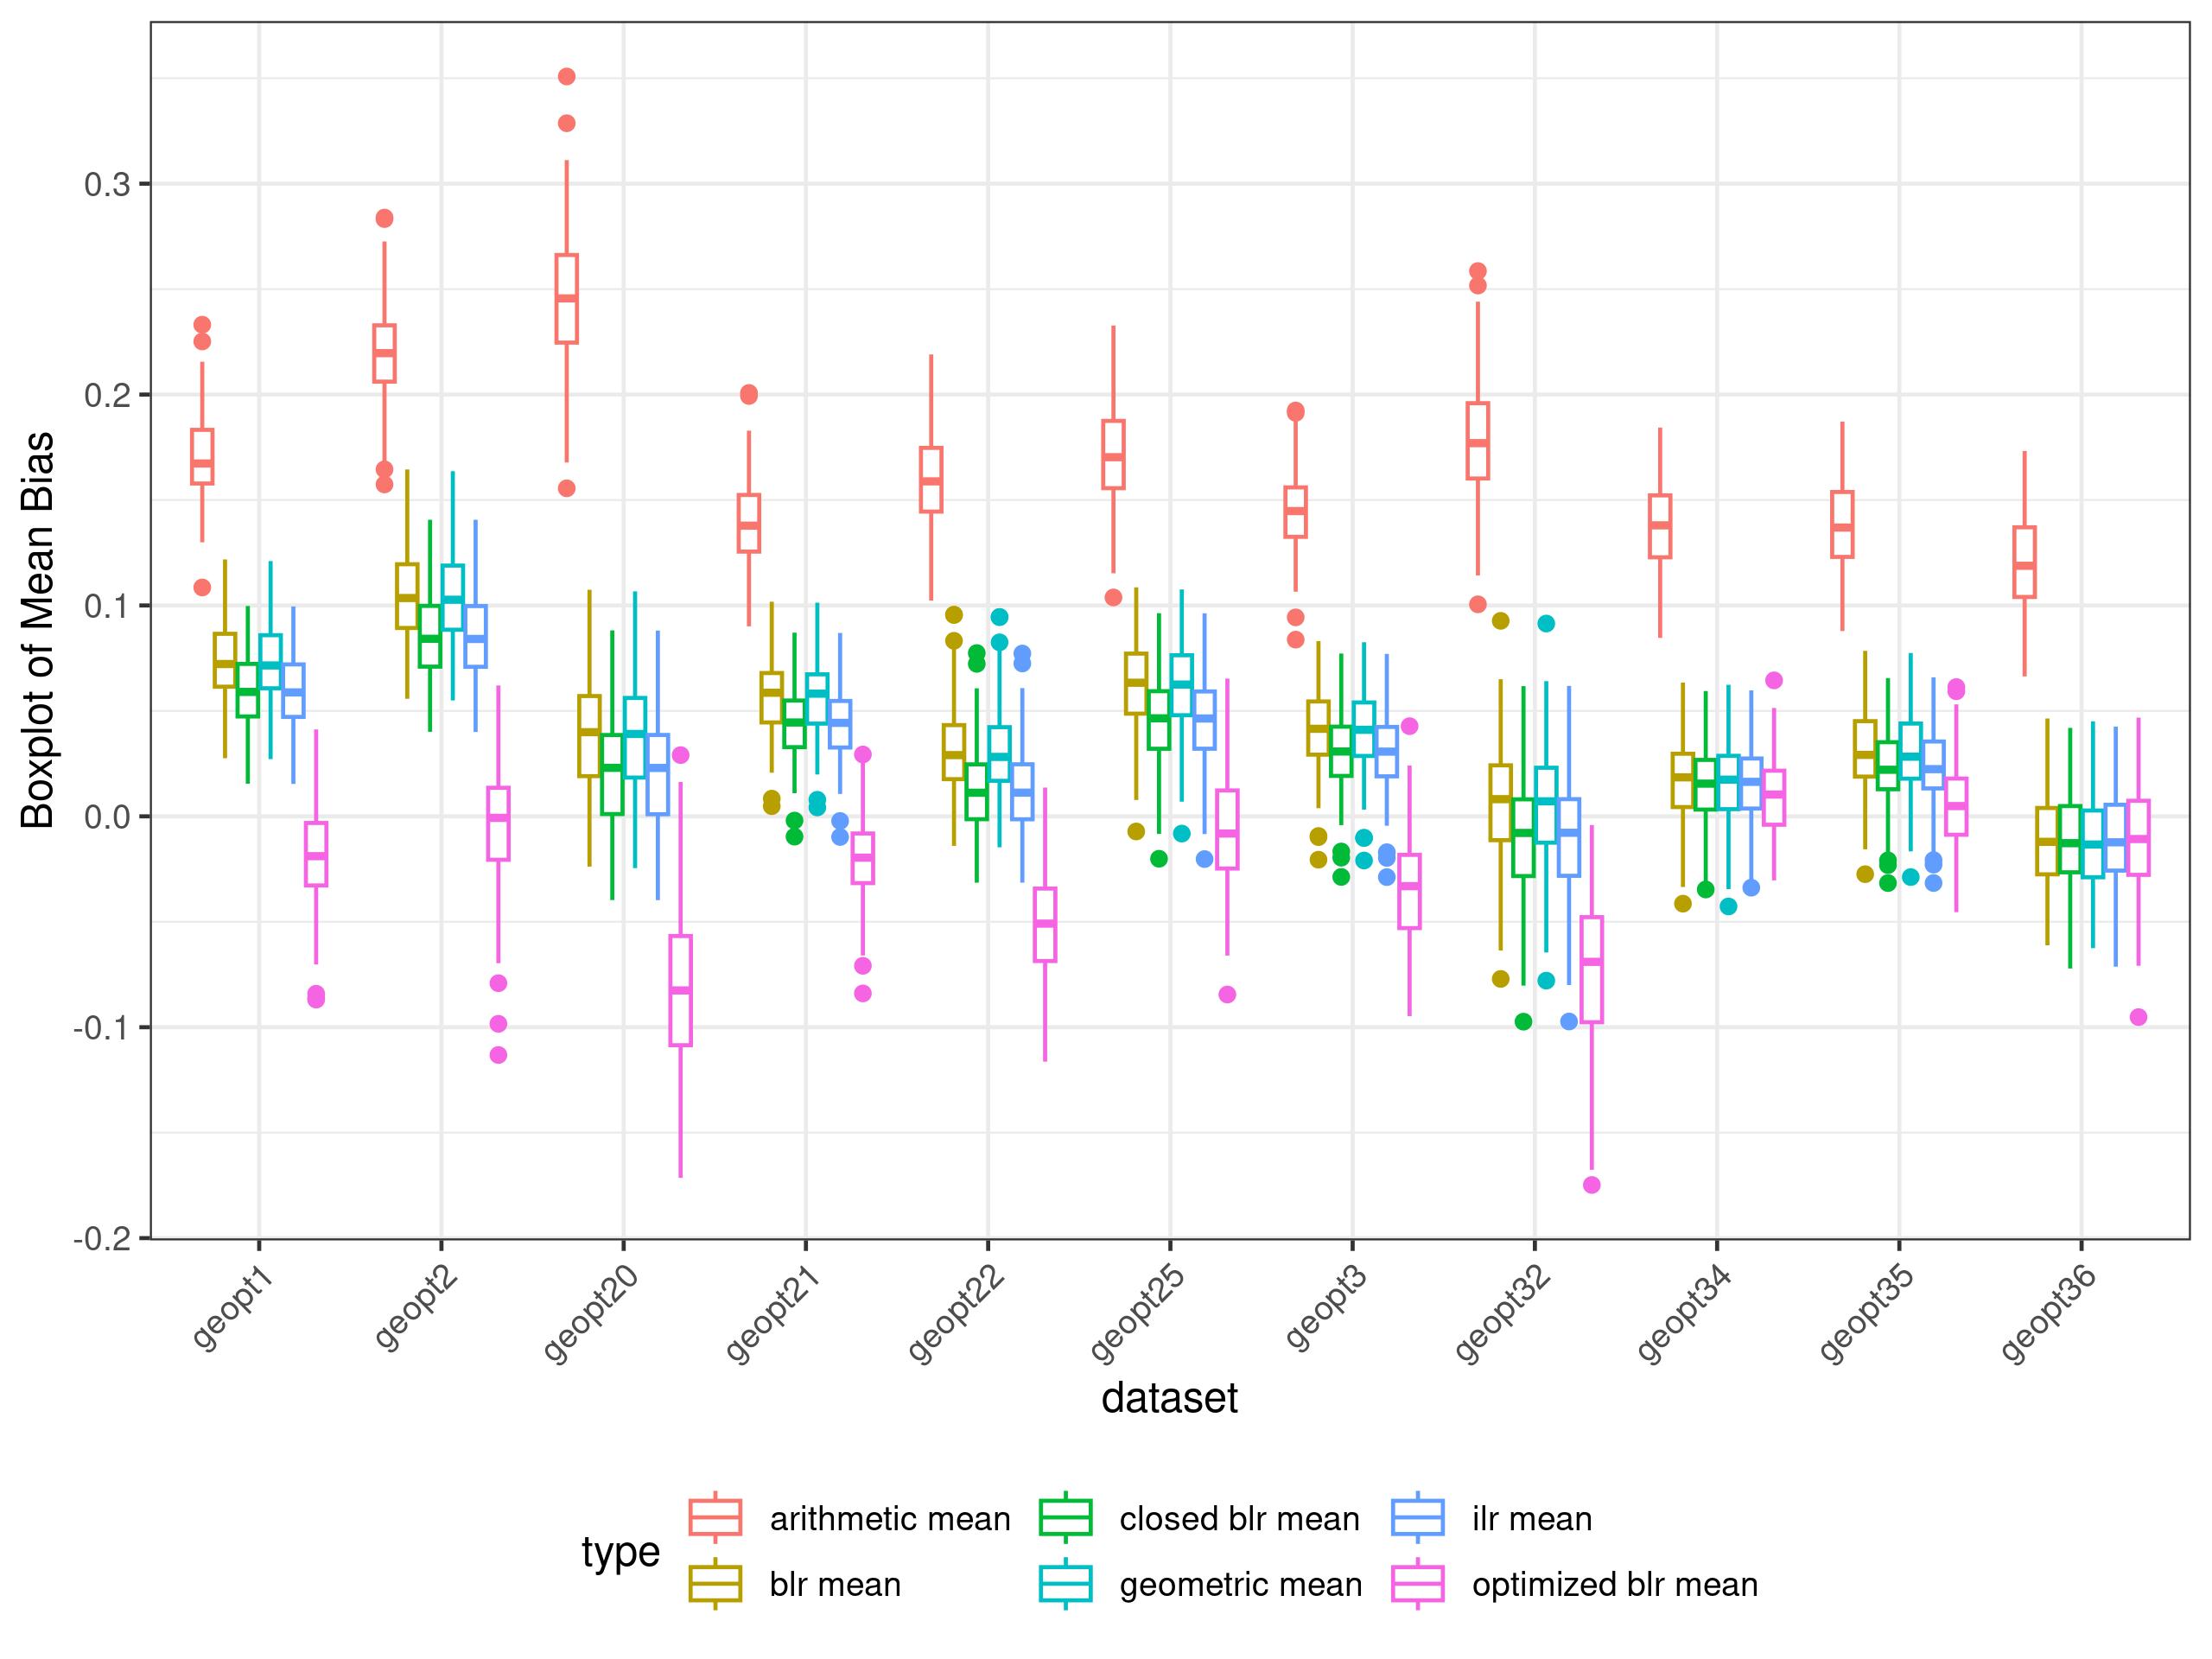 Boxplot of Mean Bias
0.3
0.2
0.1
0.0
-0.1
-0.2
geopt1
geopt2
geopt20
geopt21
geopt22
geopt25
geopt3
geopt32
geopt34
geopt35
geopt36
dataset
type
arithmetic mean
closed blr mean
ilr mean
blr mean
geometric mean
optimized blr mean